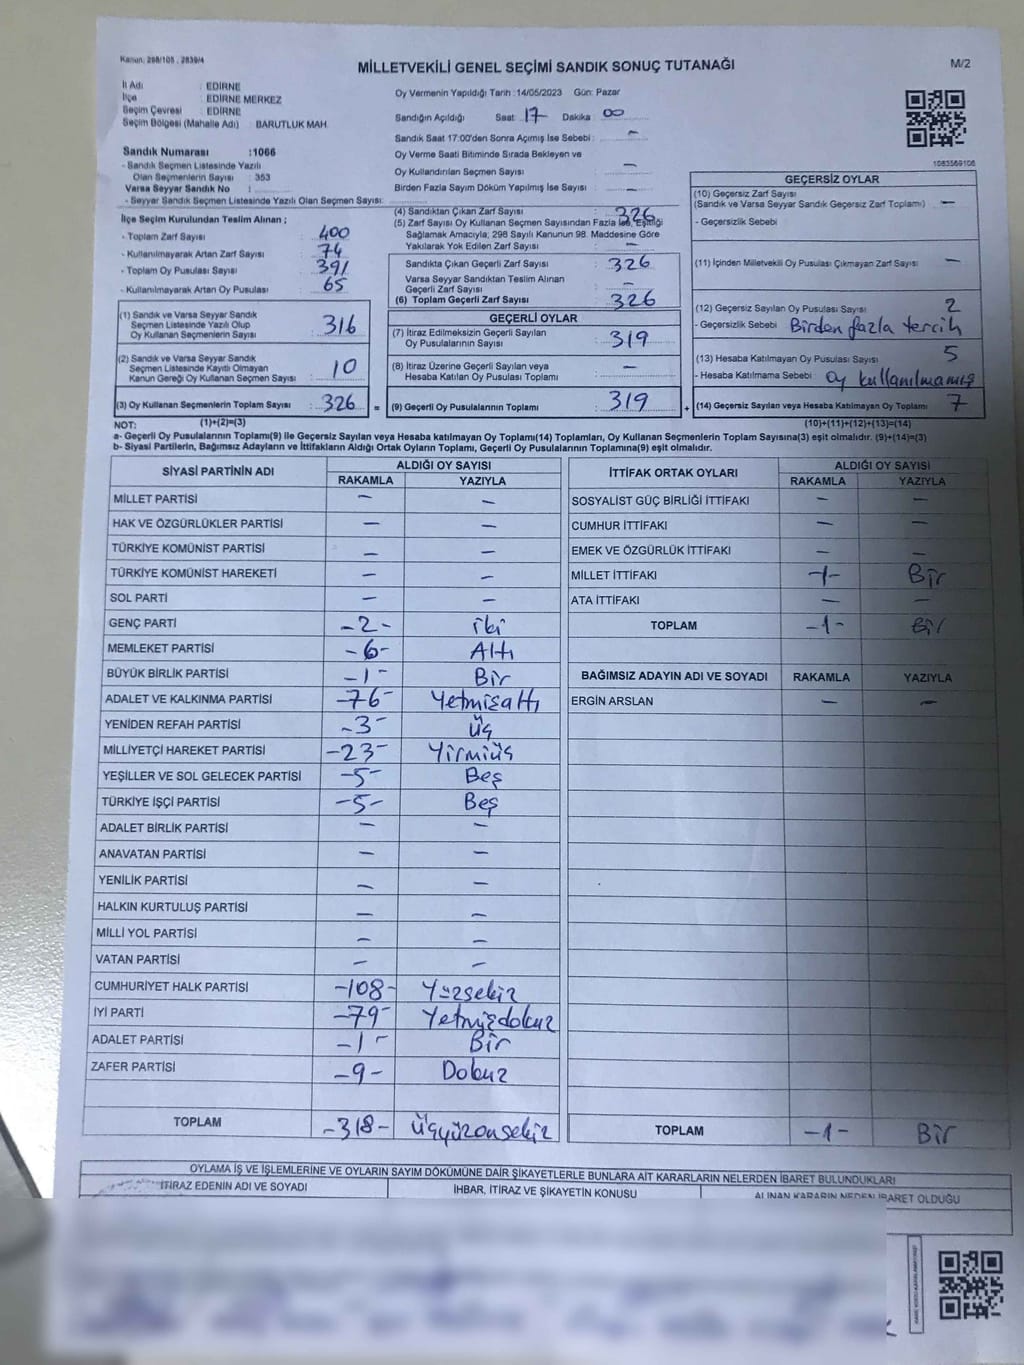 Kanun, 298/105 , 2839/4
MİLLETVEKİLİ GENEL SEÇİMİ SANDIK SONUÇ TUTANAĞI
M/2
İl Adı : EDİRNE
İlçe EDİRNE MERKEZ
Seçim Çevresi : EDİRNE
Seçim Bölgesi (Mahalle Adı) : BARUTLUK MAH.
Sandık Numarası :1066
- Sandık Seçmen Listesinde Yazılı
Olan Seçmenlerin Sayısı : 353
Varsa Seyyar Sandık No :
- Seyyar Sandık Seçmen Listesinde Yazılı Olan Seçmen Sayısı:
İlçe Seçim Kurulundan Teslim Alınan ;
- Toplam Zarf Sayısı : 400
- Kullanılmayarak Artan Zarf Sayısı : 74
- Toplam Oy Pusulası Sayısı : 391
- Kullanılmayarak Artan Oy Pusulası : 65
(1) Sandık ve Varsa Seyyar Sandık
Seçmen Listesinde Yazılı Olup
Oy Kullanan Seçmenlerin Sayısı : 316
(2) Sandık ve Varsa Seyyar Sandık
Seçmen Listesinde Kayıtlı Olmayan
Kanun Gereği Oy Kullanan Seçmen Sayısı : 10
(3) Oy Kullanan Seçmenlerin Toplam Sayısı : 326 =
Oy Vermenin Yapıldığı Tarih :14/05/2023 Gün: Pazar
Sandığın Açıldığı Saat 17 Dakika 00
Sandık Saat 17:00'den Sonra Açımış İse Sebebi : –
Oy Verme Saati Bitiminde Sırada Bekleyen ve
Oy Kullandırılan Seçmen Sayısı : –
Birden Fazla Sayım Döküm Yapılmış İse Sayısı : –
(4) Sandıktan Çıkan Zarf Sayısı : 326
(5) Zarf Sayısı Oy Kullanan Seçmen Sayısından Fazla İse, Eşitliği
Sağlamak Amacıyla, 298 Sayılı Kanunun 98. Maddesine Göre
Yakılarak Yok Edilen Zarf Sayısı : –
Sandıkta Çıkan Geçerli Zarf Sayısı : 326
Varsa Seyyar Sandıktan Teslim Alınan
Geçerli Zarf Sayısı : –
(6) Toplam Geçerli Zarf Sayısı : 326
GEÇERLİ OYLAR
(7) İtiraz Edilmeksizin Geçerli Sayılan
Oy Pusulalarının Sayısı : 319
(8) İtiraz Üzerine Geçerli Sayılan veya
Hesaba Katılan Oy Pusulası Toplamı : –
(9) Geçerli Oy Pusulalarının Toplamı : 319 +
1083569106
GEÇERSİZ OYLAR
(10) Geçersiz Zarf Sayısı
(Sandık ve Varsa Seyyar Sandık Geçersiz Zarf Toplamı) : –
- Geçersizlik Sebebi :
(11) İçinden Milletvekili Oy Pusulası Çıkmayan Zarf Sayısı : –
(12) Geçersiz Sayılan Oy Pusulası Sayısı : 2
- Geçersizlik Sebebi : Birden fazla tercih
(13) Hesaba Katılmayan Oy Pusulası Sayısı : 5
- Hesaba Katılmama Sebebi : oy kullanılmamış
(14) Geçersiz Sayılan veya Hesaba Katılmayan Oy Toplamı : 7
NOT: (1)+(2)=(3) (10)+(11)+(12)+(13)=(14)
a- Geçerli Oy Pusulalarının Toplamı(9) ile Geçersiz Sayılan veya Hesaba katılmayan Oy Toplamı(14) Toplamları, Oy Kullanan Seçmenlerin Toplam Sayısına(3) eşit olmalıdır. (9)+(14)=(3)
b- Siyasi Partilerin, Bağımsız Adayların ve İttifakların Aldığı Ortak Oyların Toplamı, Geçerli Oy Pusulalarının Toplamına(9) eşit olmalıdır.
SİYASİ PARTİNİN ADI ALDIĞI OY SAYISI
RAKAMLA YAZIYLA
MİLLET PARTİSİ – –
HAK VE ÖZGÜRLÜKLER PARTİSİ – –
TÜRKİYE KOMÜNİST PARTİSİ – –
TÜRKİYE KOMÜNİST HAREKETİ – –
SOL PARTİ – –
GENÇ PARTİ -2- iki
MEMLEKET PARTİSİ -6- Altı
BÜYÜK BİRLİK PARTİSİ -1- Bir
ADALET VE KALKINMA PARTİSİ -76- Yetmişaltı
YENİDEN REFAH PARTİSİ -3- Üç
MİLLİYETÇİ HAREKET PARTİSİ -23- Yirmiüç
YEŞİLLER VE SOL GELECEK PARTİSİ -5- Beş
TÜRKİYE İŞÇİ PARTİSİ -5- Beş
ADALET BİRLİK PARTİSİ – –
ANAVATAN PARTİSİ – –
YENİLİK PARTİSİ – –
HALKIN KURTULUŞ PARTİSİ – –
MİLLİ YOL PARTİSİ – –
VATAN PARTİSİ – –
CUMHURİYET HALK PARTİSİ -108- Yüzsekiz
İYİ PARTİ -79- Yetmişdokuz
ADALET PARTİSİ -1- Bir
ZAFER PARTİSİ -9- Dokuz
TOPLAM -318- Üçyüzonsekiz
İTTİFAK ORTAK OYLARI ALDIĞI OY SAYISI
RAKAMLA YAZIYLA
SOSYALİST GÜÇ BİRLİĞİ İTTİFAKI – –
CUMHUR İTTİFAKI – –
EMEK VE ÖZGÜRLÜK İTTİFAKI – –
MİLLET İTTİFAKI -1- Bir
ATA İTTİFAKI – –
TOPLAM -1- Bir
BAĞIMSIZ ADAYIN ADI VE SOYADI RAKAMLA YAZIYLA
ERGİN ARSLAN – –
TOPLAM -1- Bir
OYLAMA İŞ VE İŞLEMLERİNE VE OYLARIN SAYIM DÖKÜMÜNE DAİR ŞİKAYETLERLE BUNLARA AİT KARARLARIN NELERDEN İBARET BULUNDUKLARI
İTİRAZ EDENİN ADI VE SOYADI İHBAR, İTİRAZ VE ŞİKAYETİN KONUSU ALINAN KARARIN NEDEN İBARET OLDUĞU